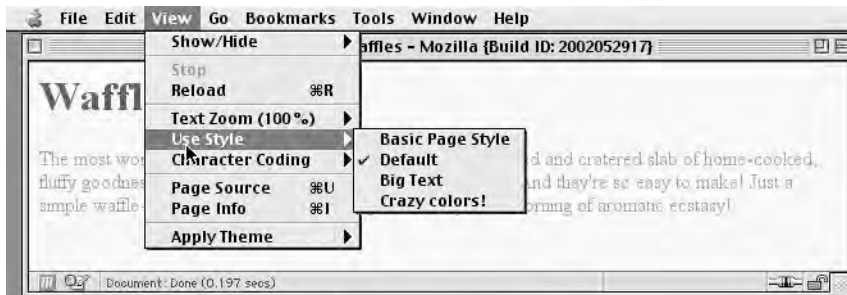 File Edit View Go Bookmarks Tools Window Help
affles - Mozilla {Build ID: 2002052917}
Show/Hide
Stop
Reload ⌘R
Text Zoom (100%)
Use Style
Character Coding
Page Source ⌘U
Page Info ⌘I
Apply Theme
Basic Page Style
✓ Default
Big Text
Crazy colors!
Waffl
The most wo d and cratered slab of home-cooked,
fluffy goodnes And they're so easy to make! Just a
simple waffle orning of aromatic ecstasy!
Document: Done (0.197 secs)